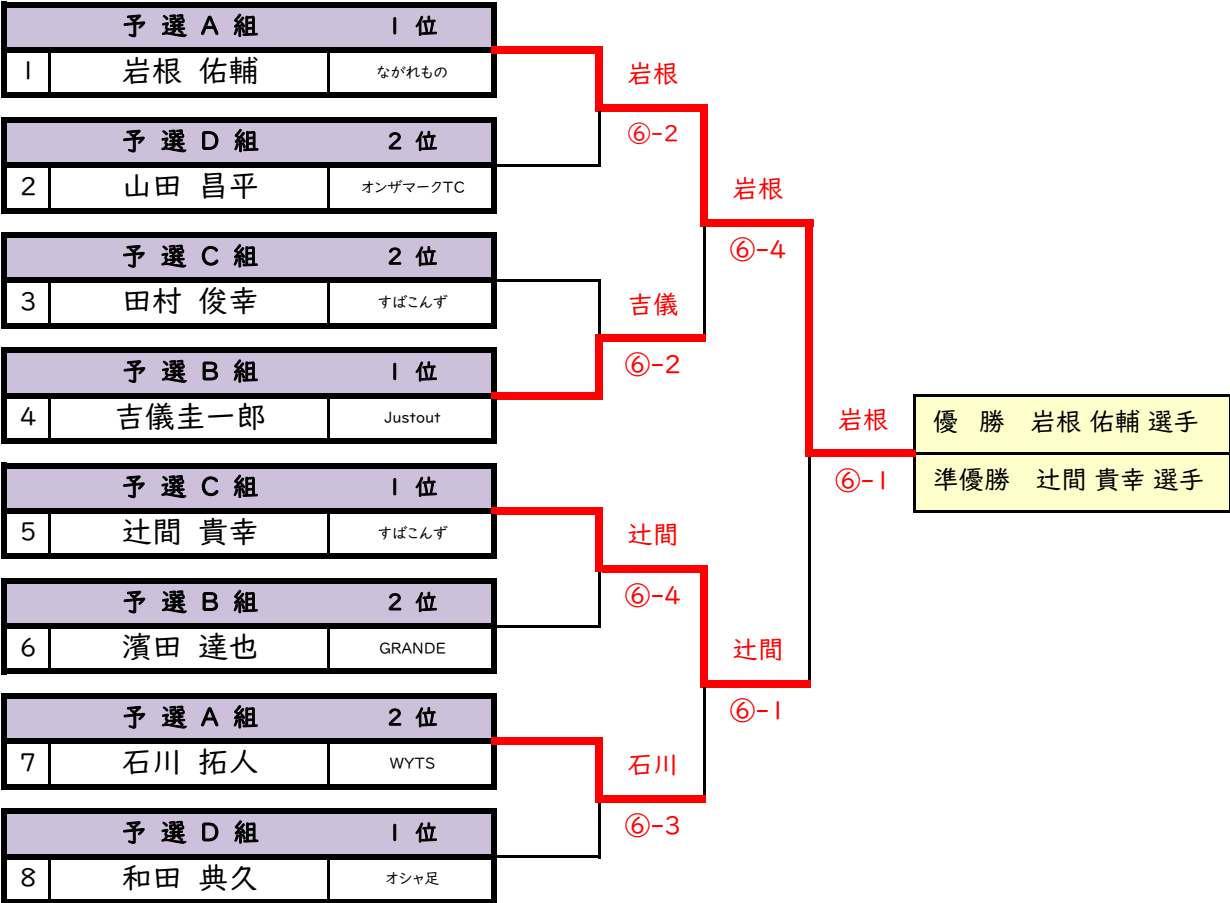 予 選 A 組 1 位
1 岩根 佑輔 ながれもの
岩根
⑥-2
予 選 D 組 2 位
2 山田 昌平 オンザマークTC
岩根
⑥-4
予 選 C 組 2 位
3 田村 俊幸 すばこんず
吉儀
⑥-2
予 選 B 組 1 位
4 吉儀圭一郎 Justout
岩根
⑥-1
優 勝 岩根 佑輔 選手
準優勝 辻間 貴幸 選手
予 選 C 組 1 位
5 辻間 貴幸 すばこんず
辻間
⑥-4
予 選 B 組 2 位
6 濱田 達也 GRANDE
辻間
⑥-1
予 選 A 組 2 位
7 石川 拓人 WYTS
石川
⑥-3
予 選 D 組 1 位
8 和田 典久 オシャ足